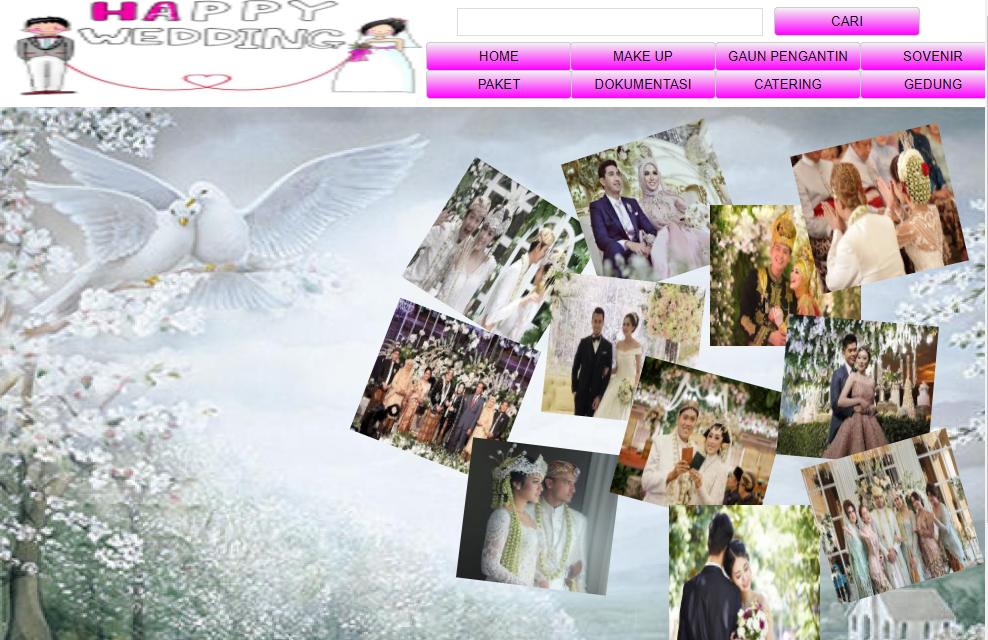 HAPPY
WEDDING
CARI
HOME MAKE UP GAUN PENGANTIN SOVENIR
PAKET DOKUMENTASI CATERING GEDUNG